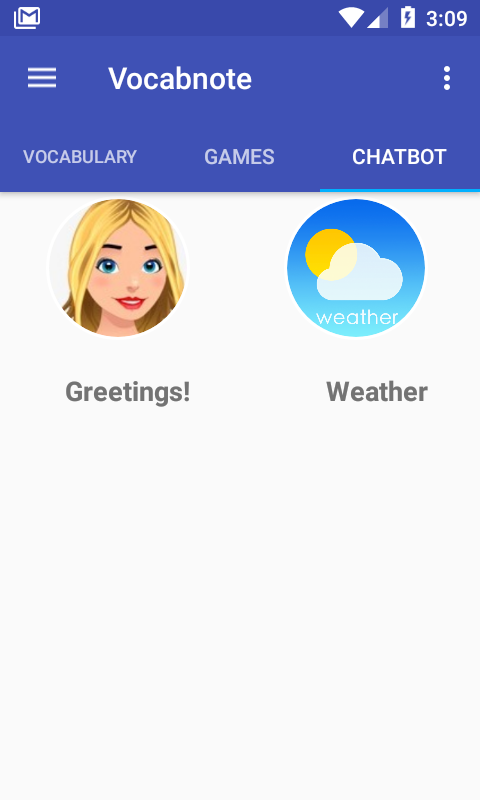 3:09
Vocabnote
VOCABULARY GAMES CHATBOT
weather
Greetings! Weather